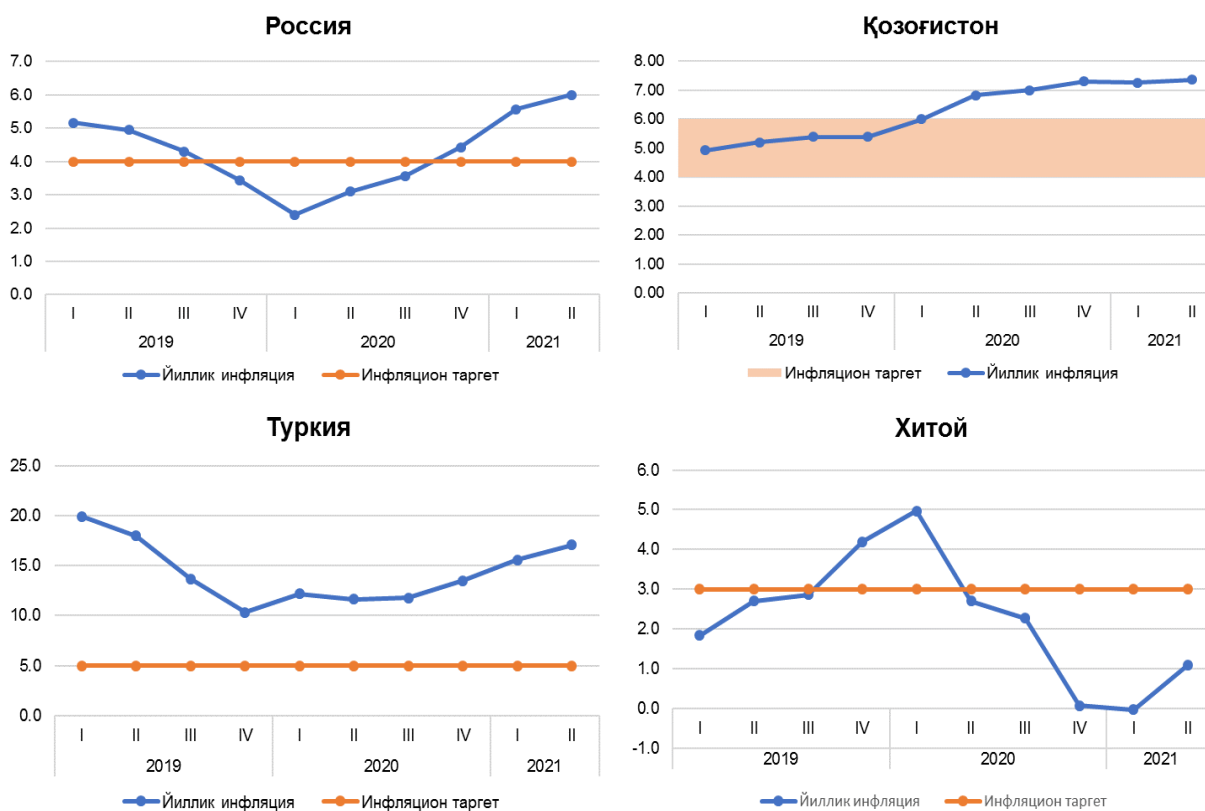 Россия
7.0
6.0
5.0
4.0
3.0
2.0
1.0
0.0
I II III IV I II III IV I II
2019 2020 2021
Йиллик инфляция Инфляцион таргет
Қозоғистон
8.00
7.00
6.00
5.00
4.00
3.00
2.00
1.00
0.00
I II III IV I II III IV I II
2019 2020 2021
Инфляцион таргет Йиллик инфляция
Туркия
25.0
20.0
15.0
10.0
5.0
0.0
I II III IV I II III IV I II
2019 2020 2021
Йиллик инфляция Инфляцион таргет
Хитой
6.0
5.0
4.0
3.0
2.0
1.0
0.0
-1.0
I II III IV I II III IV I II
2019 2020 2021
Йиллик инфляция Инфляцион таргет